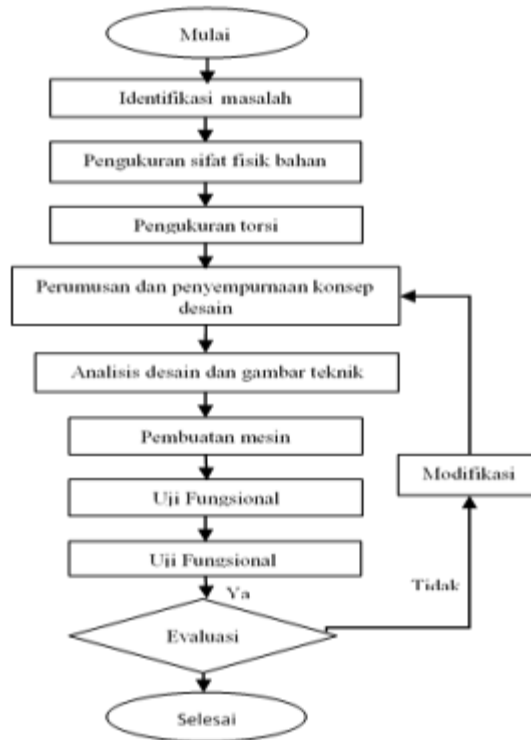 Mulai
Identifikasi masalah
Pengukuran sifat fisik bahan
Pengukuran torsi
Perumusan dan penyempurnaan konsep
desain
Analisis desain dan gambar teknik
Pembuatan mesin
Modifikasi
Uji Fungsional
Uji Fungsional
Ya
Tidak
Evaluasi
Selesai